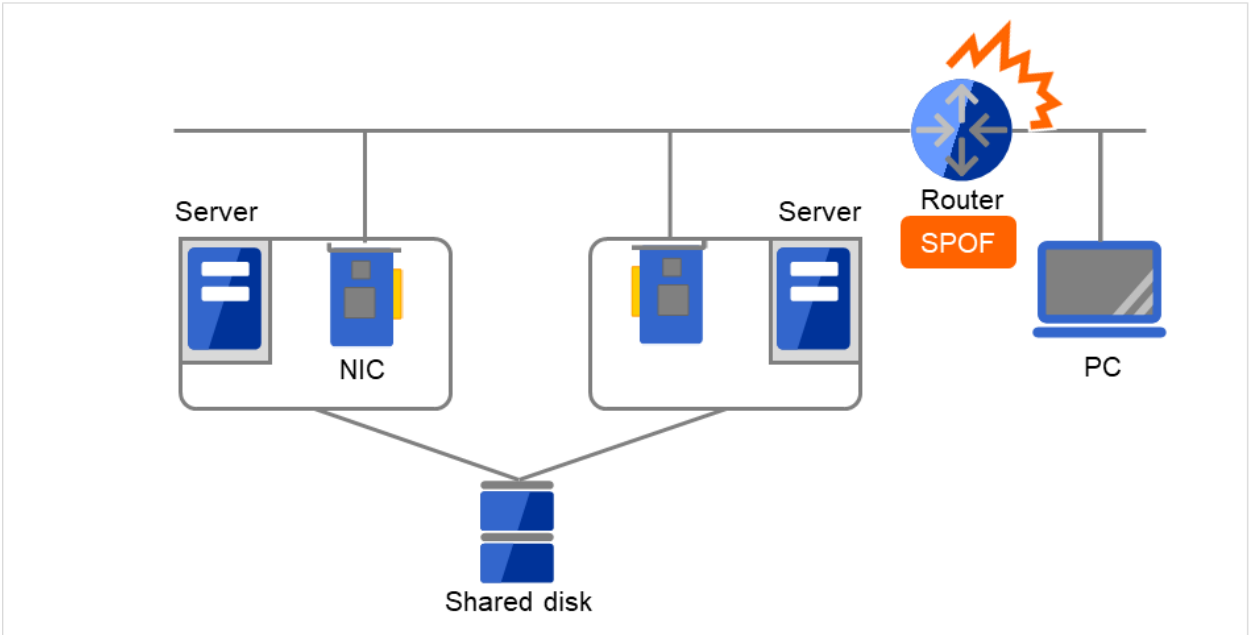 Router
SPOF
Server
Server
NIC
PC
Shared disk